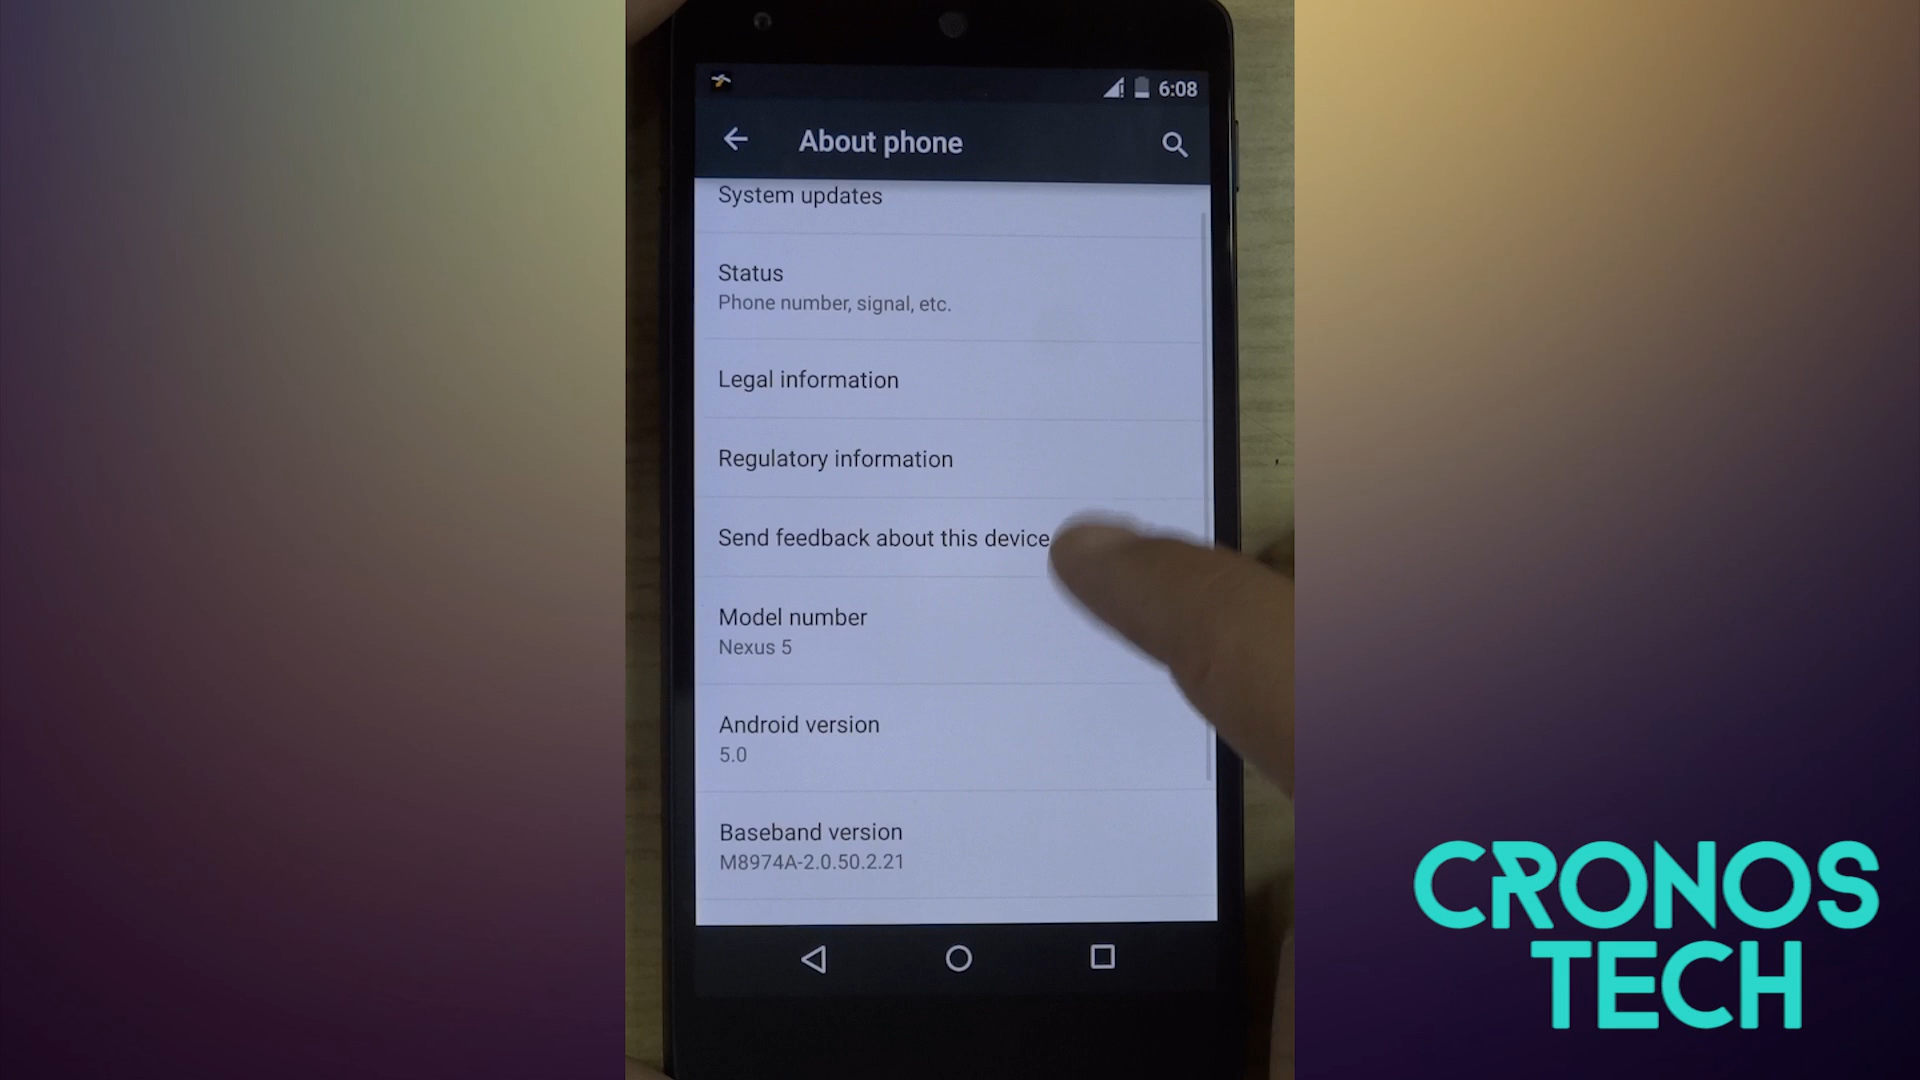 6:08
About phone
System updates
Status
Phone number, signal, etc.
Legal information
Regulatory information
Send feedback about this device
Model number
Nexus 5
Android version
5.0
Baseband version
M8974A-2.0.50.2.21
CRONOS
TECH